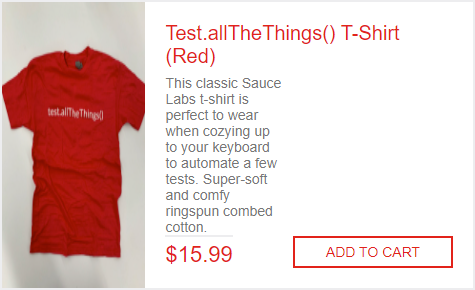 test.allTheThings()
Test.allTheThings() T-Shirt
(Red)
This classic Sauce
Labs t-shirt is
perfect to wear
when cozying up
to your keyboard
to automate a few
tests. Super-soft
and comfy
ringspun combed
cotton.
$15.99
ADD TO CART